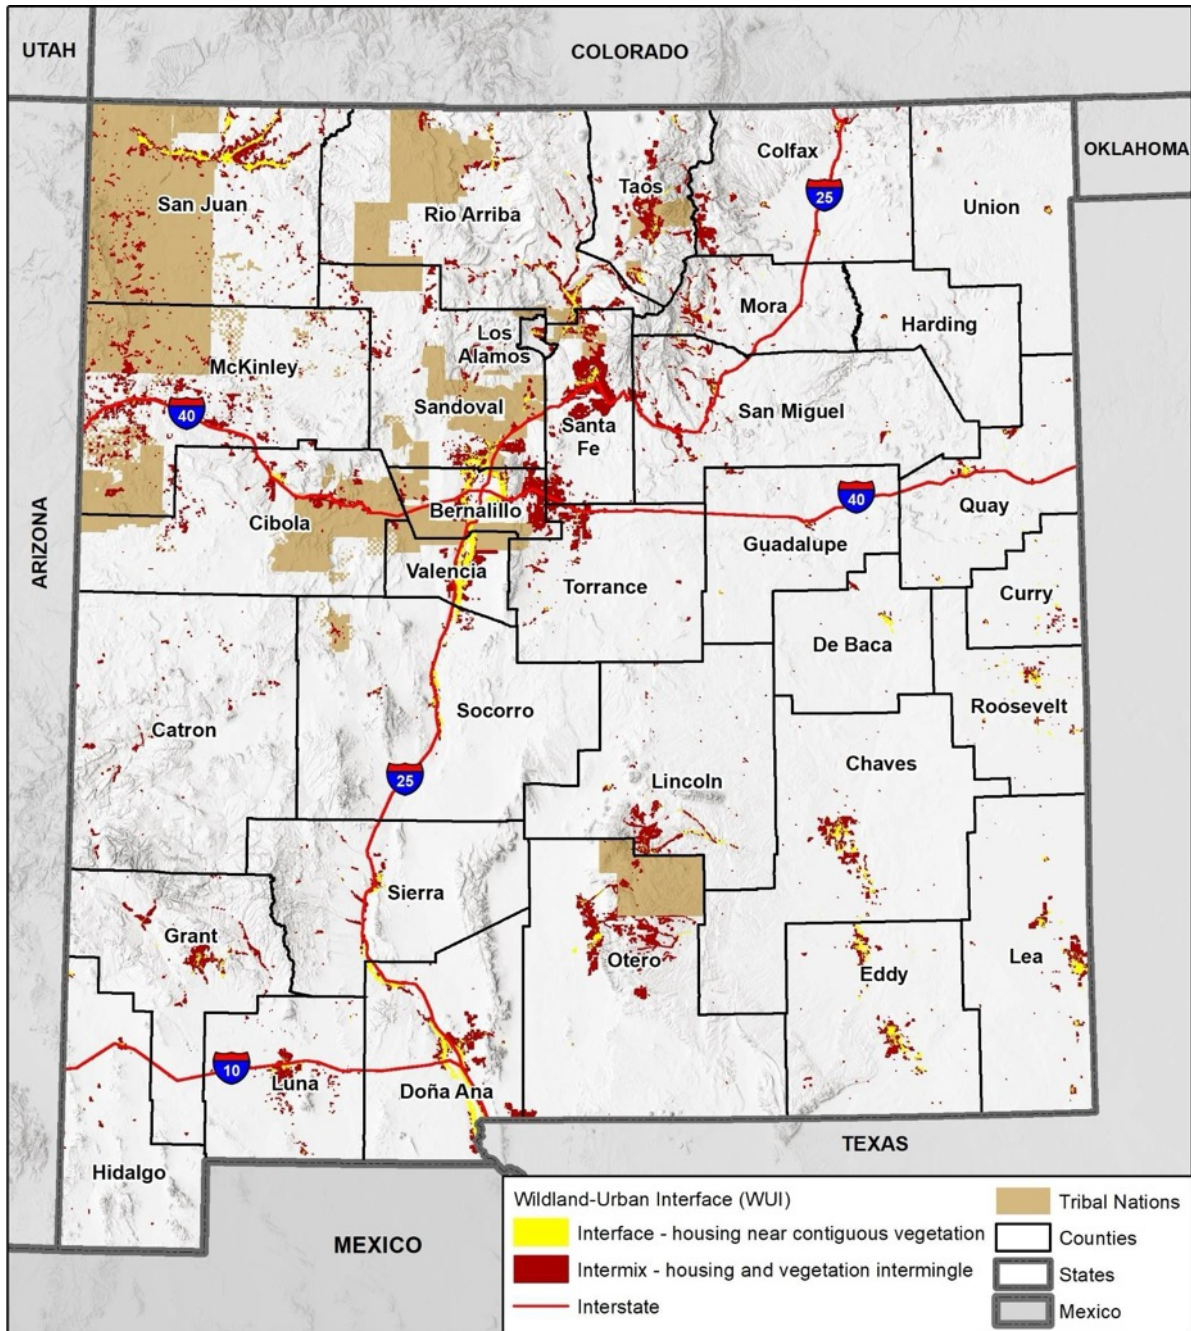 UTAH
COLORADO
OKLAHOMA
ARIZONA
San Juan
Rio Arriba
Taos
Colfax
25
Union
Mora
Harding
Los
Alamos
McKinley
40
Sandoval
Santa
Fe
San Miguel
Cibola
Bernalillo
40
Quay
Guadalupe
Valencia
Torrance
Curry
De Baca
Catron
Socorro
Roosevelt
25
Lincoln
Chaves
Sierra
Grant
Otero
Eddy
Lea
10
Luna
Doña Ana
Hidalgo
TEXAS
MEXICO
Wildland-Urban Interface (WUI)
Interface - housing near contiguous vegetation
Intermix - housing and vegetation intermingle
Interstate
Tribal Nations
Counties
States
Mexico